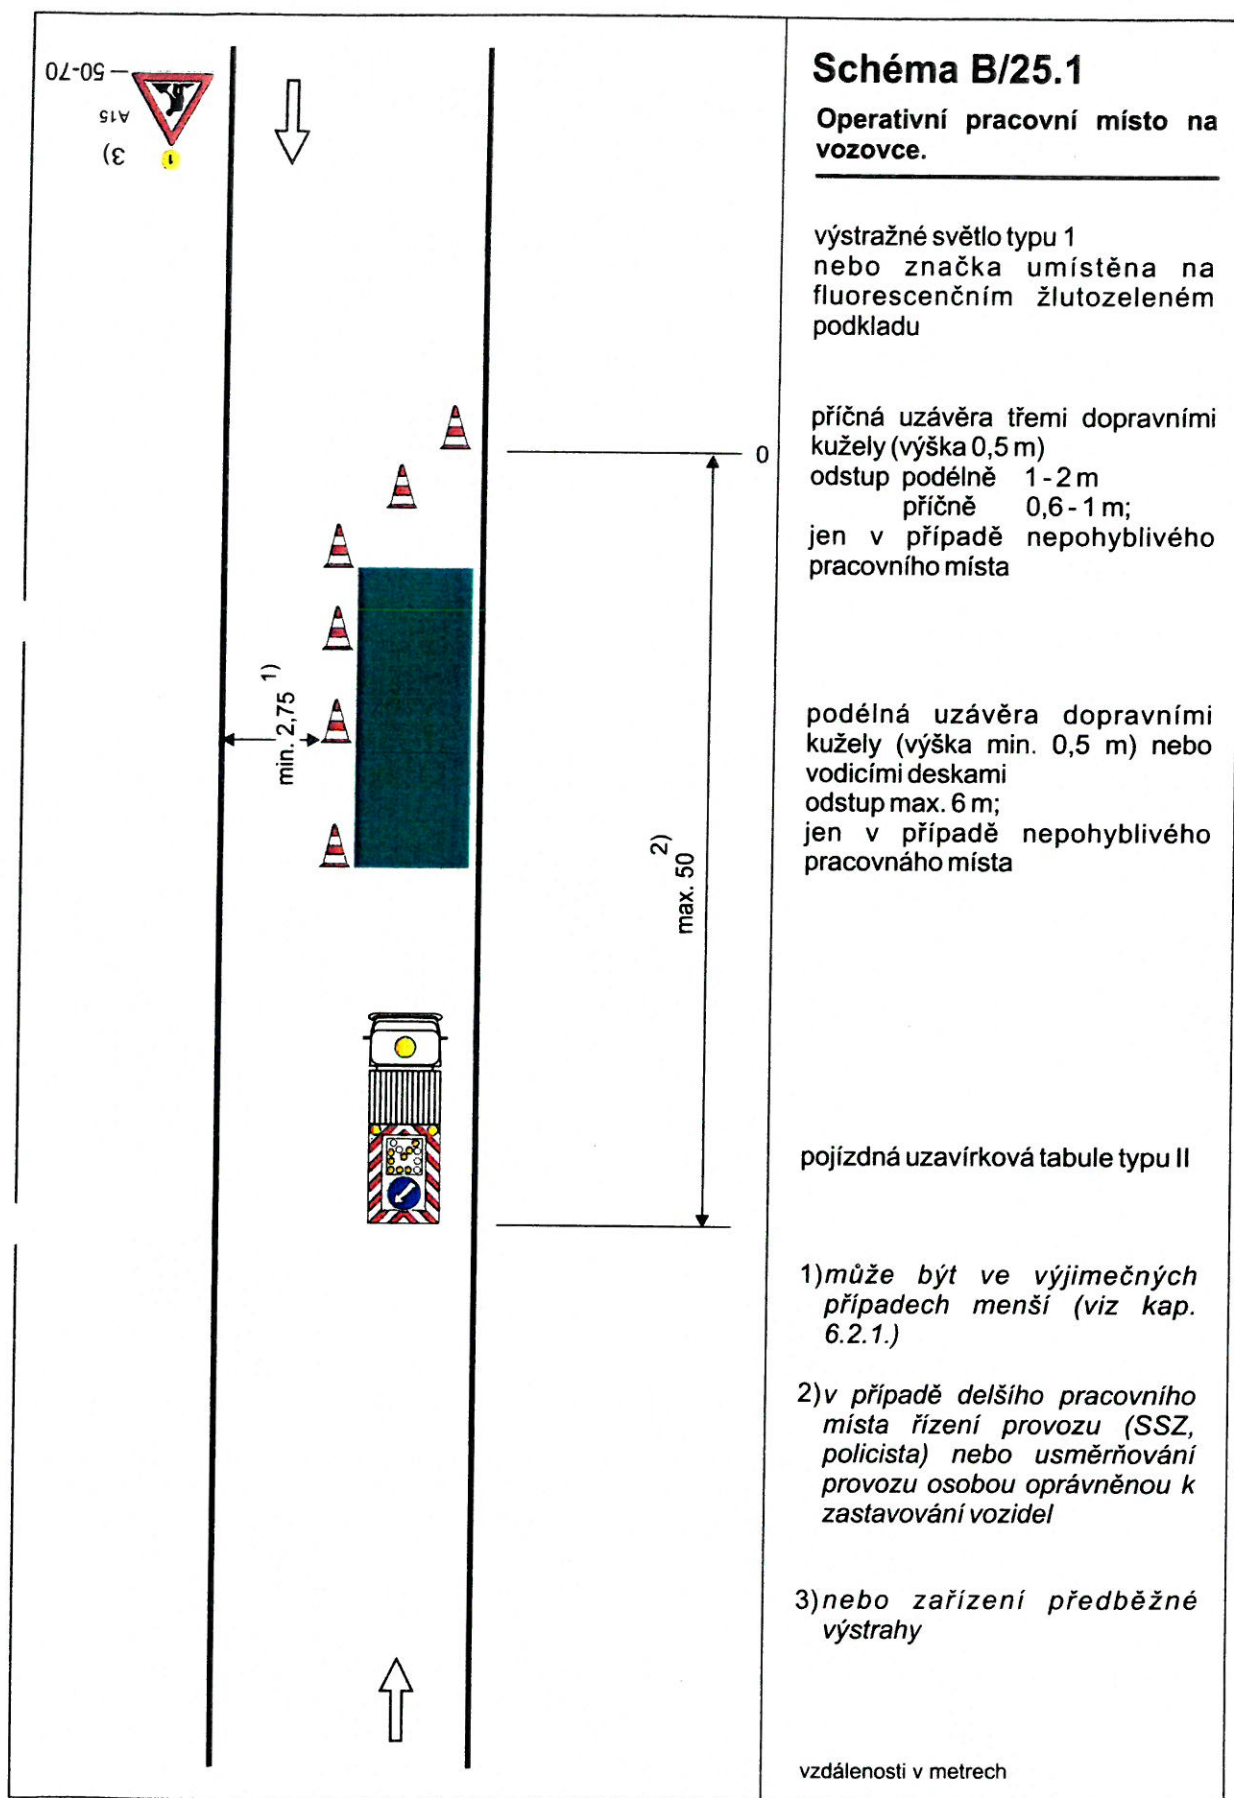 50-70
A15
3)
1
0
min. 2,75 1)
max. 50 2)
Schéma B/25.1
Operativní pracovní místo na
vozovce.
výstražné světlo typu 1
nebo značka umístěna na
fluorescenčním žlutozeleném
podkladu
příčná uzávěra třemi dopravními
kužely (výška 0,5 m)
odstup podélně 1 - 2 m
příčně 0,6 - 1 m;
jen v případě nepohyblivého
pracovního místa
podélná uzávěra dopravními
kužely (výška min. 0,5 m) nebo
vodicími deskami
odstup max. 6 m;
jen v případě nepohyblivého
pracovnáho místa
pojízdná uzavírková tabule typu II
1) může být ve výjimečných
případech menší (viz kap.
6.2.1.)
2) v případě delšího pracovního
místa řízení provozu (SSZ,
policista) nebo usměrňování
provozu osobou oprávněnou k
zastavování vozidel
3) nebo zařízení předběžné
výstrahy
vzdálenosti v metrech